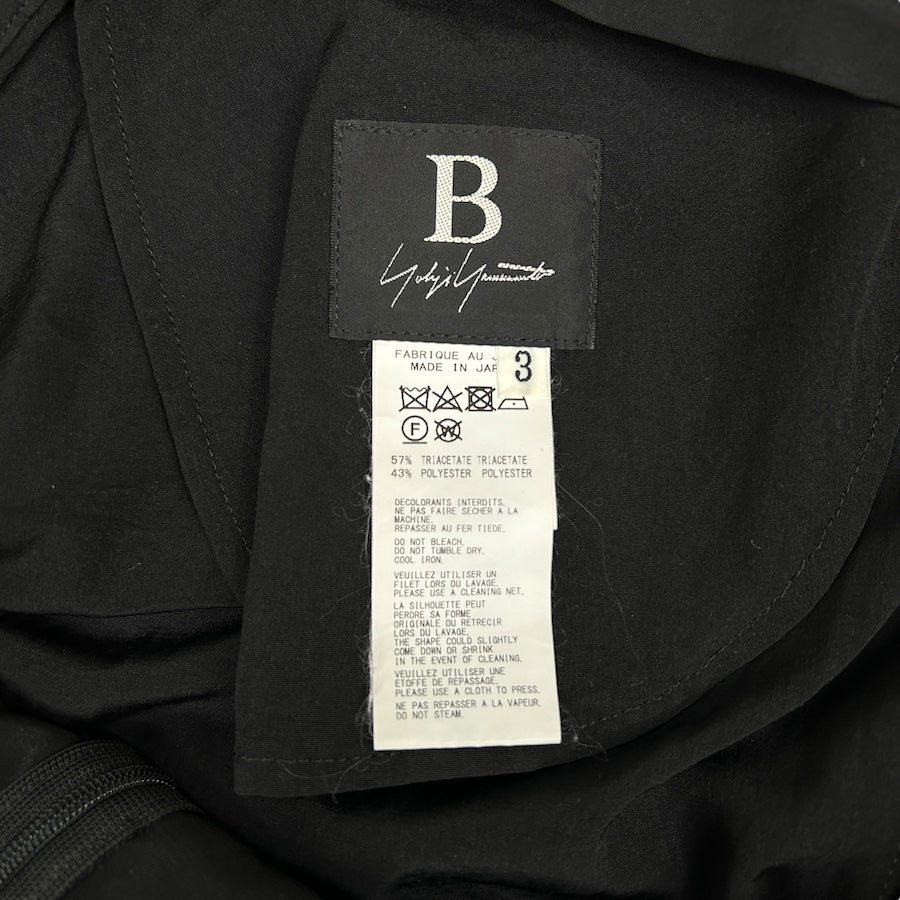 B
Yohji Yamamoto
FABRIQUE AU J
MADE IN JAP
3
F
W
57% TRIACETATE TRIACETATE
43% POLYESTER POLYESTER
DECOLORANTS INTERDITS.
NE PAS FAIRE SECHER A LA
MACHINE.
REPASSER AU FER TIEDE.
DO NOT BLEACH.
DO NOT TUMBLE DRY.
COOL IRON.
VEUILLEZ UTILISER UN
FILET LORS DU LAVAGE.
PLEASE USE A CLEANING NET.
LA SILHOUETTE PEUT
PERDRE SA FORME
ORIGINALE OU RETRECIR
LORS DU LAVAGE.
THE SHAPE COULD SLIGHTLY
COME DOWN OR SHRINK
IN THE EVENT OF CLEANING.
VEUILLEZ UTILISER UNE
ETOFFE DE REPASSAGE.
PLEASE USE A CLOTH TO PRESS.
NE PAS REPASSER A LA VAPEUR.
DO NOT STEAM.